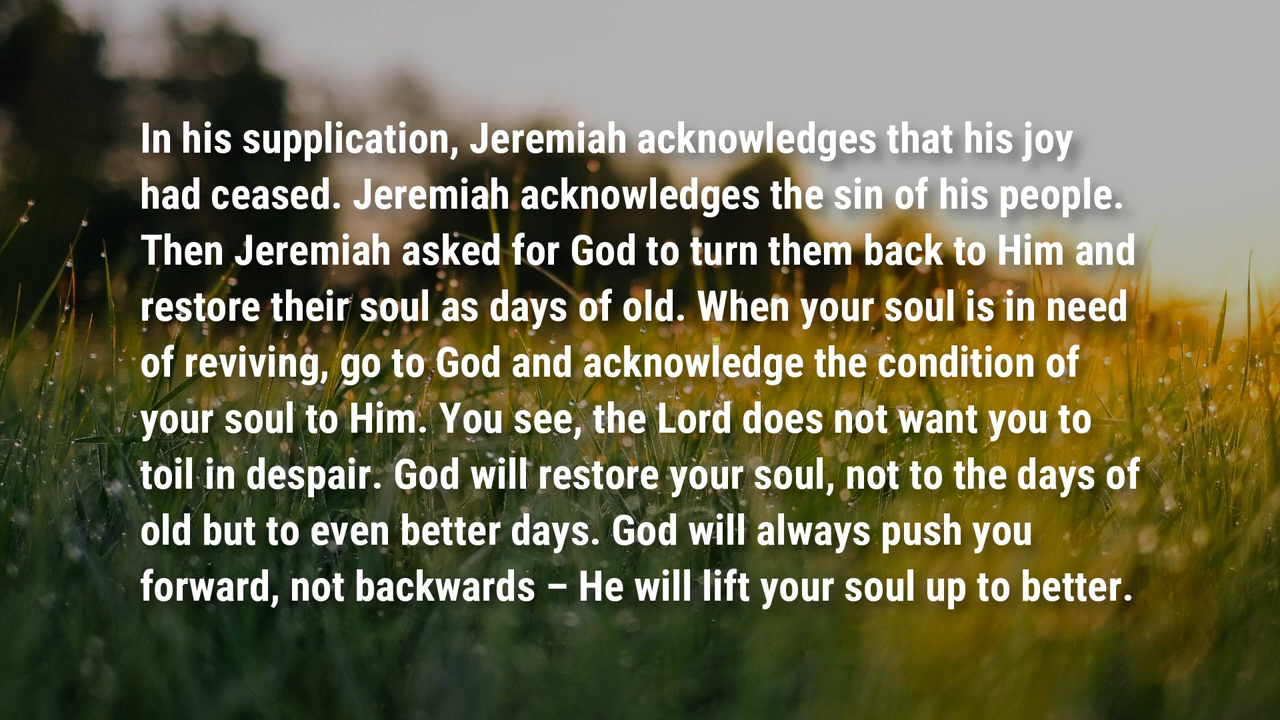 In his supplication, Jeremiah acknowledges that his joy
had ceased. Jeremiah acknowledges the sin of his people.
Then Jeremiah asked for God to turn them back to Him and
restore their soul as days of old. When your soul is in need
of reviving, go to God and acknowledge the condition of
your soul to Him. You see, the Lord does not want you to
toil in despair. God will restore your soul, not to the days of
old but to even better days. God will always push you
forward, not backwards – He will lift your soul up to better.